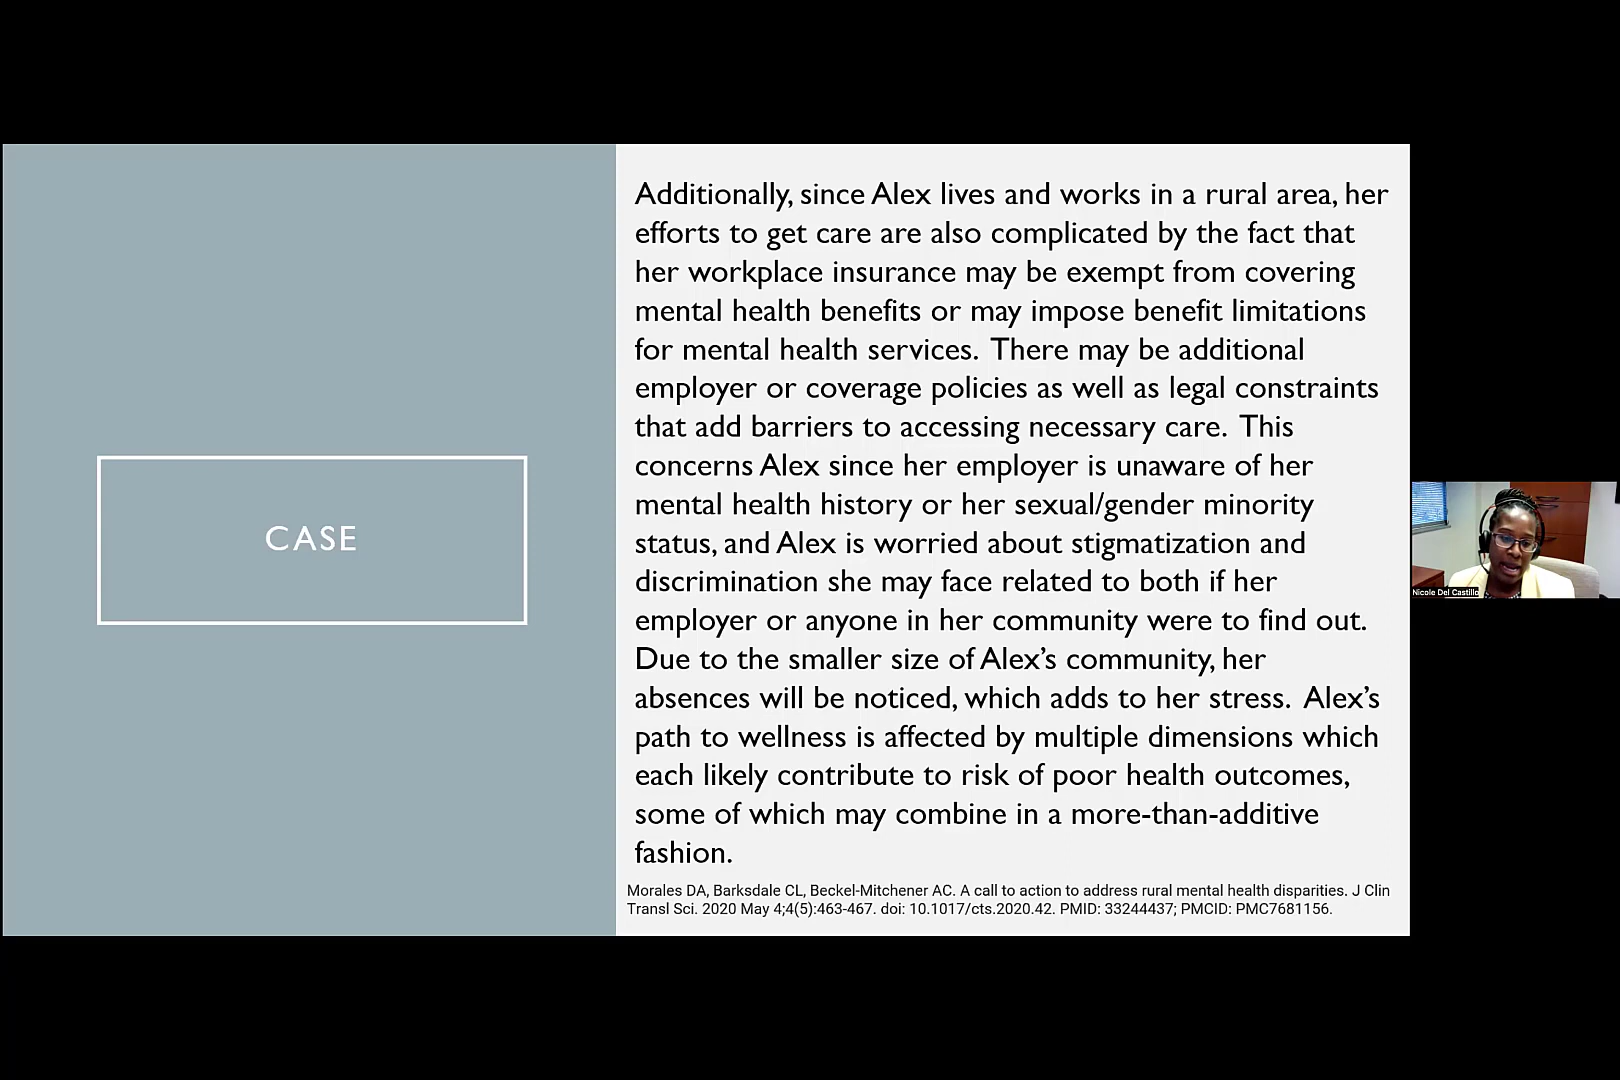 CASE
Additionally, since Alex lives and works in a rural area, her
efforts to get care are also complicated by the fact that
her workplace insurance may be exempt from covering
mental health benefits or may impose benefit limitations
for mental health services. There may be additional
employer or coverage policies as well as legal constraints
that add barriers to accessing necessary care. This
concerns Alex since her employer is unaware of her
mental health history or her sexual/gender minority
status, and Alex is worried about stigmatization and
discrimination she may face related to both if her
employer or anyone in her community were to find out.
Due to the smaller size of Alex’s community, her
absences will be noticed, which adds to her stress. Alex’s
path to wellness is affected by multiple dimensions which
each likely contribute to risk of poor health outcomes,
some of which may combine in a more-than-additive
fashion.
Morales DA, Barksdale CL, Beckel-Mitchener AC. A call to action to address rural mental health disparities. J Clin
Transl Sci. 2020 May 4;4(5):463-467. doi: 10.1017/cts.2020.42. PMID: 33244437; PMCID: PMC7681156.
Nicole Del Castillo